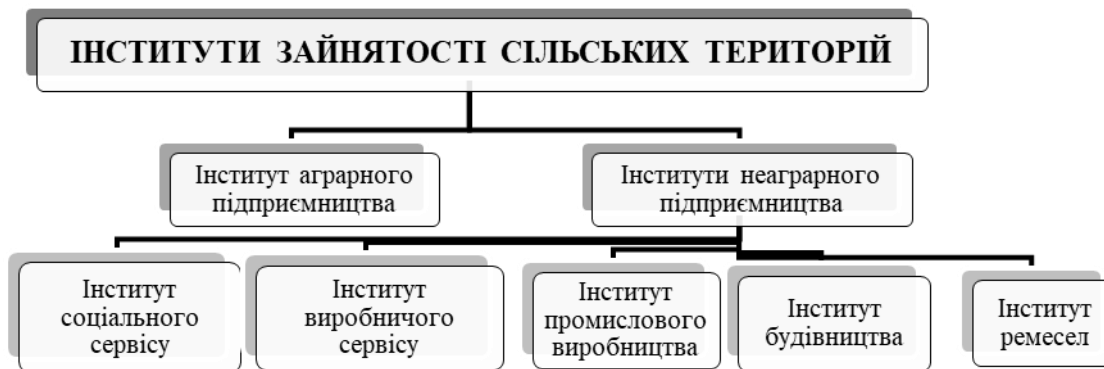 ІНСТИТУТИ ЗАЙНЯТОСТІ СІЛЬСЬКИХ ТЕРИТОРІЙ
Інститут аграрного
підприємництва
Інститути неаграрного
підприємництва
Інститут
соціального
сервісу
Інститут
виробничого
сервісу
Інститут
промислового
виробництва
Інститут
будівництва
Інститут
ремесел